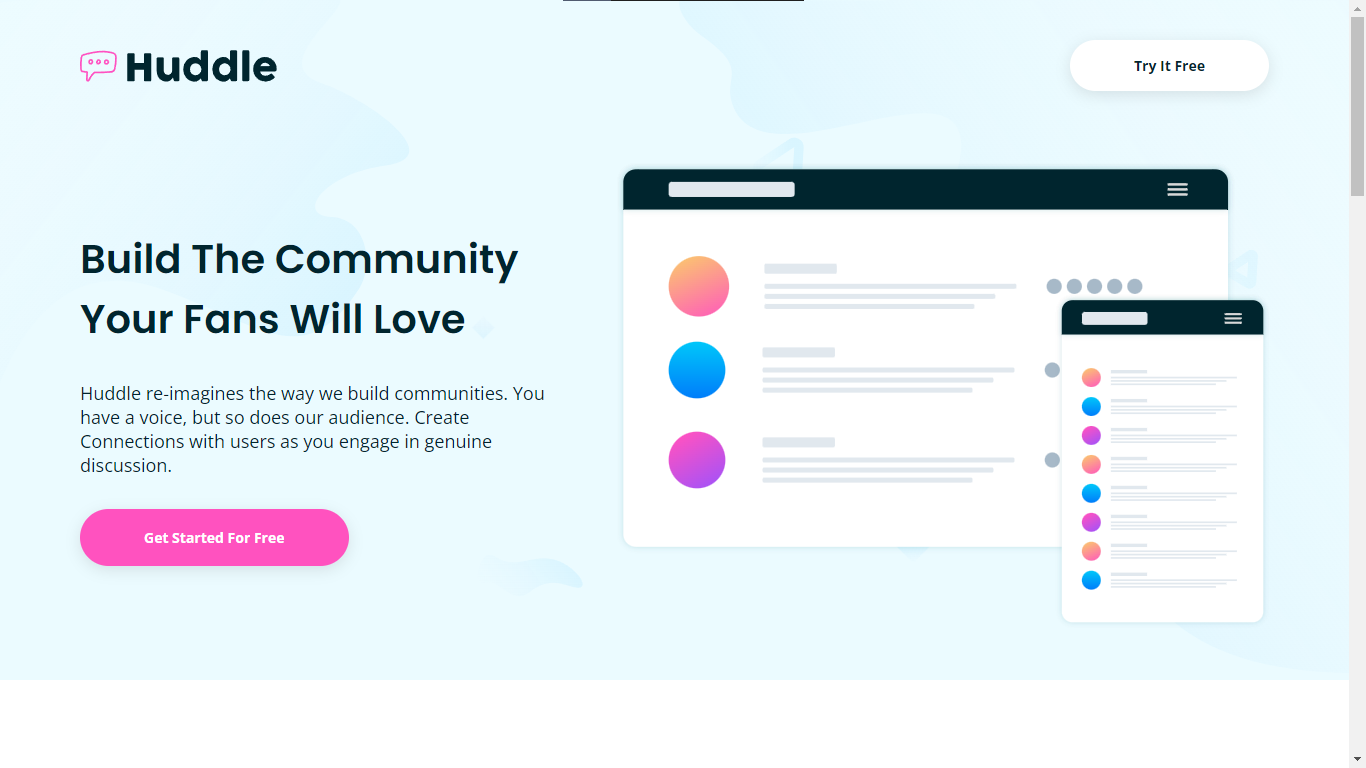 Huddle
Try It Free
Build The Community
Your Fans Will Love
Huddle re-imagines the way we build communities. You
have a voice, but so does our audience. Create
Connections with users as you engage in genuine
discussion.
Get Started For Free